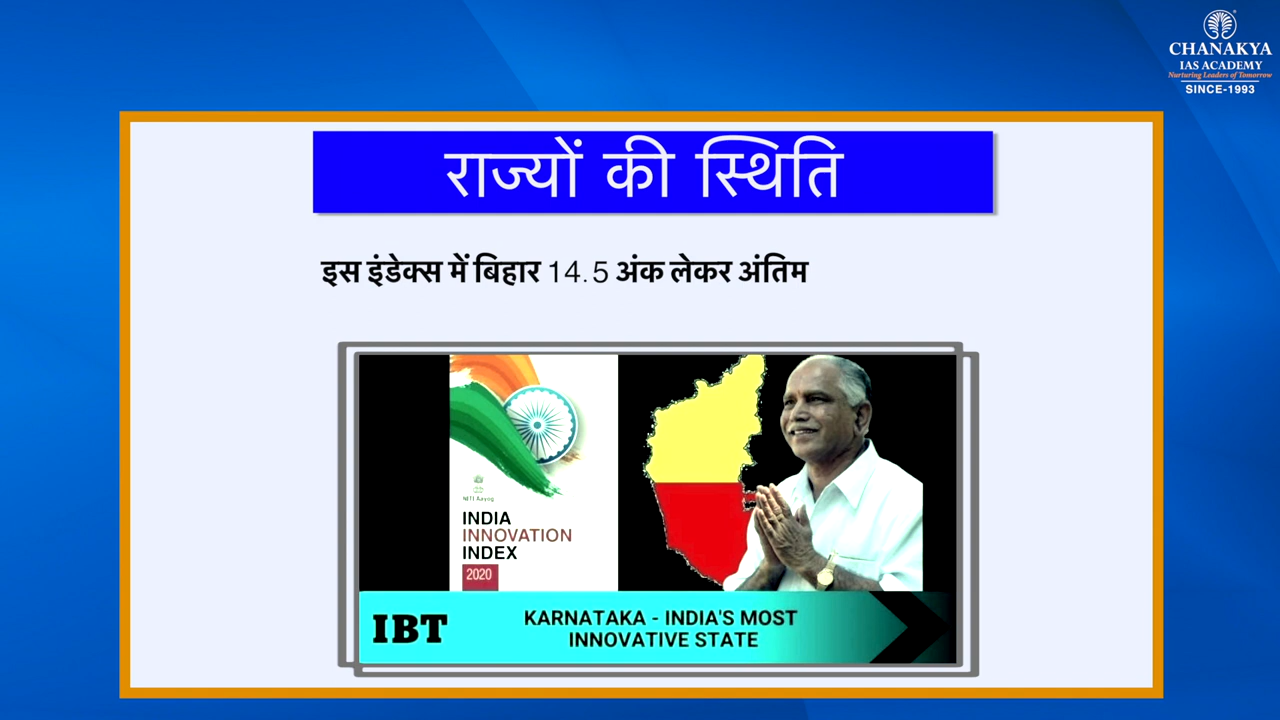 CHANAKYA
IAS ACADEMY
Nurturing Leaders of Tomorrow
SINCE-1993
राज्यों की स्थिति
इस इंडेक्स में बिहार 14.5 अंक लेकर अंतिम
NITI Aayog
INDIA
INNOVATION
INDEX
2020
IBT
KARNATAKA - INDIA'S MOST
INNOVATIVE STATE